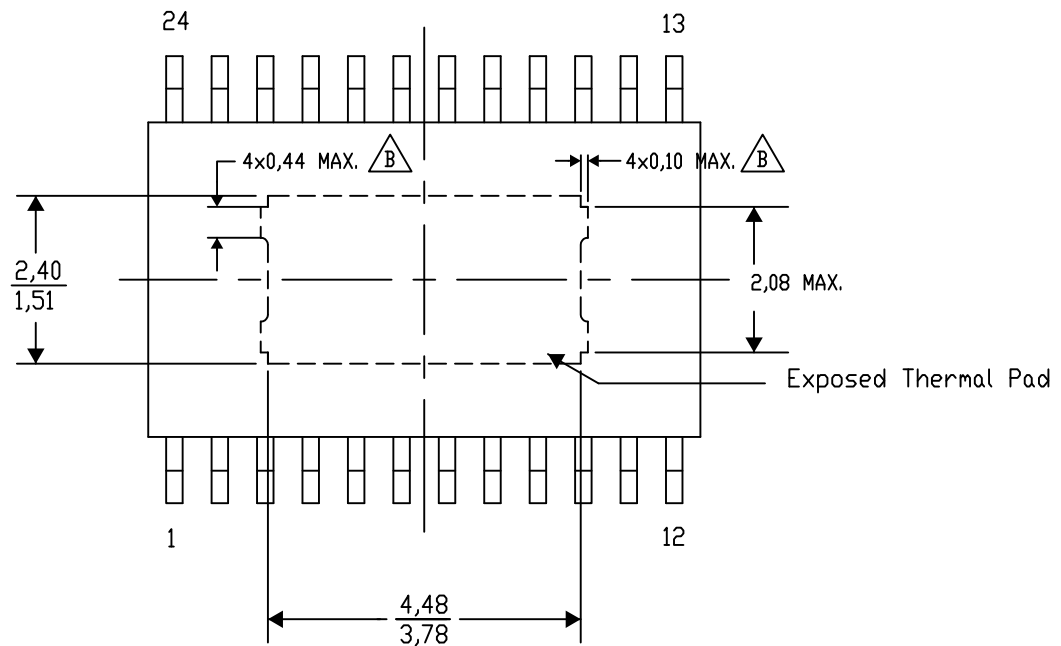 24
13
4x0,44 MAX. B
4x0,10 MAX. B
2,40
1,51
2,08 MAX.
Exposed Thermal Pad
1
12
4,48
3,78